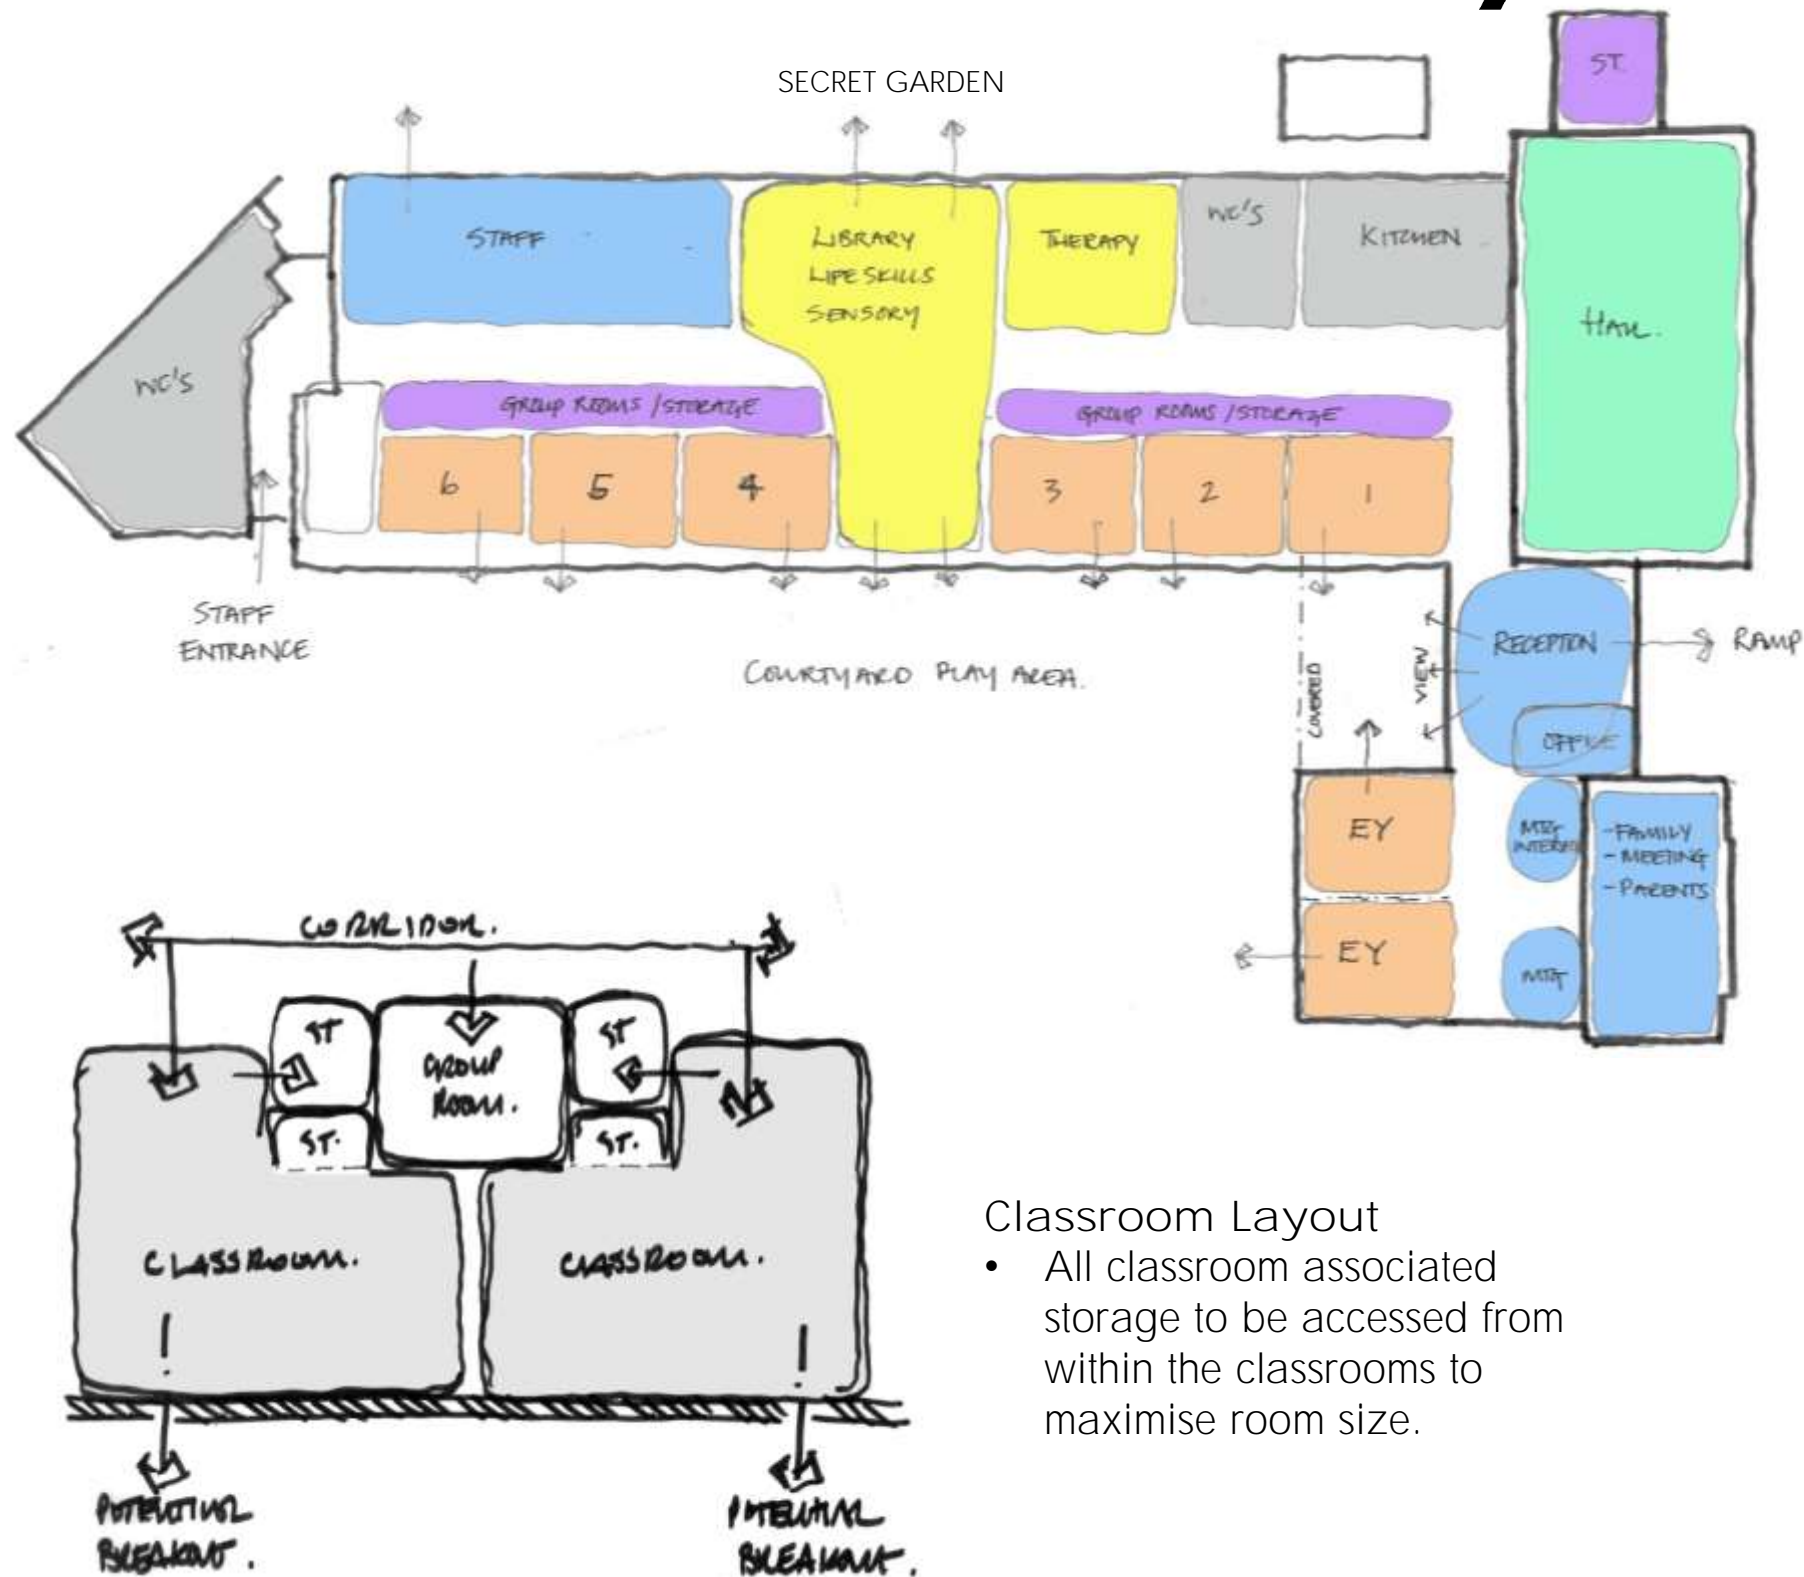 ST.
SECRET GARDEN
STAFF
LIBRARY
LIFE SKILLS
SENSORY
THERAPY
WC'S
KITCHEN
HALL.
WC'S
GROUP ROOMS / STORAGE
GROUP ROOMS / STORAGE
6
5
4
3
2
1
STAFF
ENTRANCE
COURTYARD PLAY AREA.
COVERED
VIEW
RECEPTION
RAMP
OFFICE
EY
MTG
- FAMILY
- MEETING
- PARENTS
EY
MTG
CORRIDOR.
ST
GROUP
ROOM.
ST
ST.
ST.
CLASSROOM.
CLASSROOM.
POTENTIAL
BREAKOUT.
POTENTIAL
BREAKOUT.
Classroom Layout
• All classroom associated
storage to be accessed from
within the classrooms to
maximise room size.